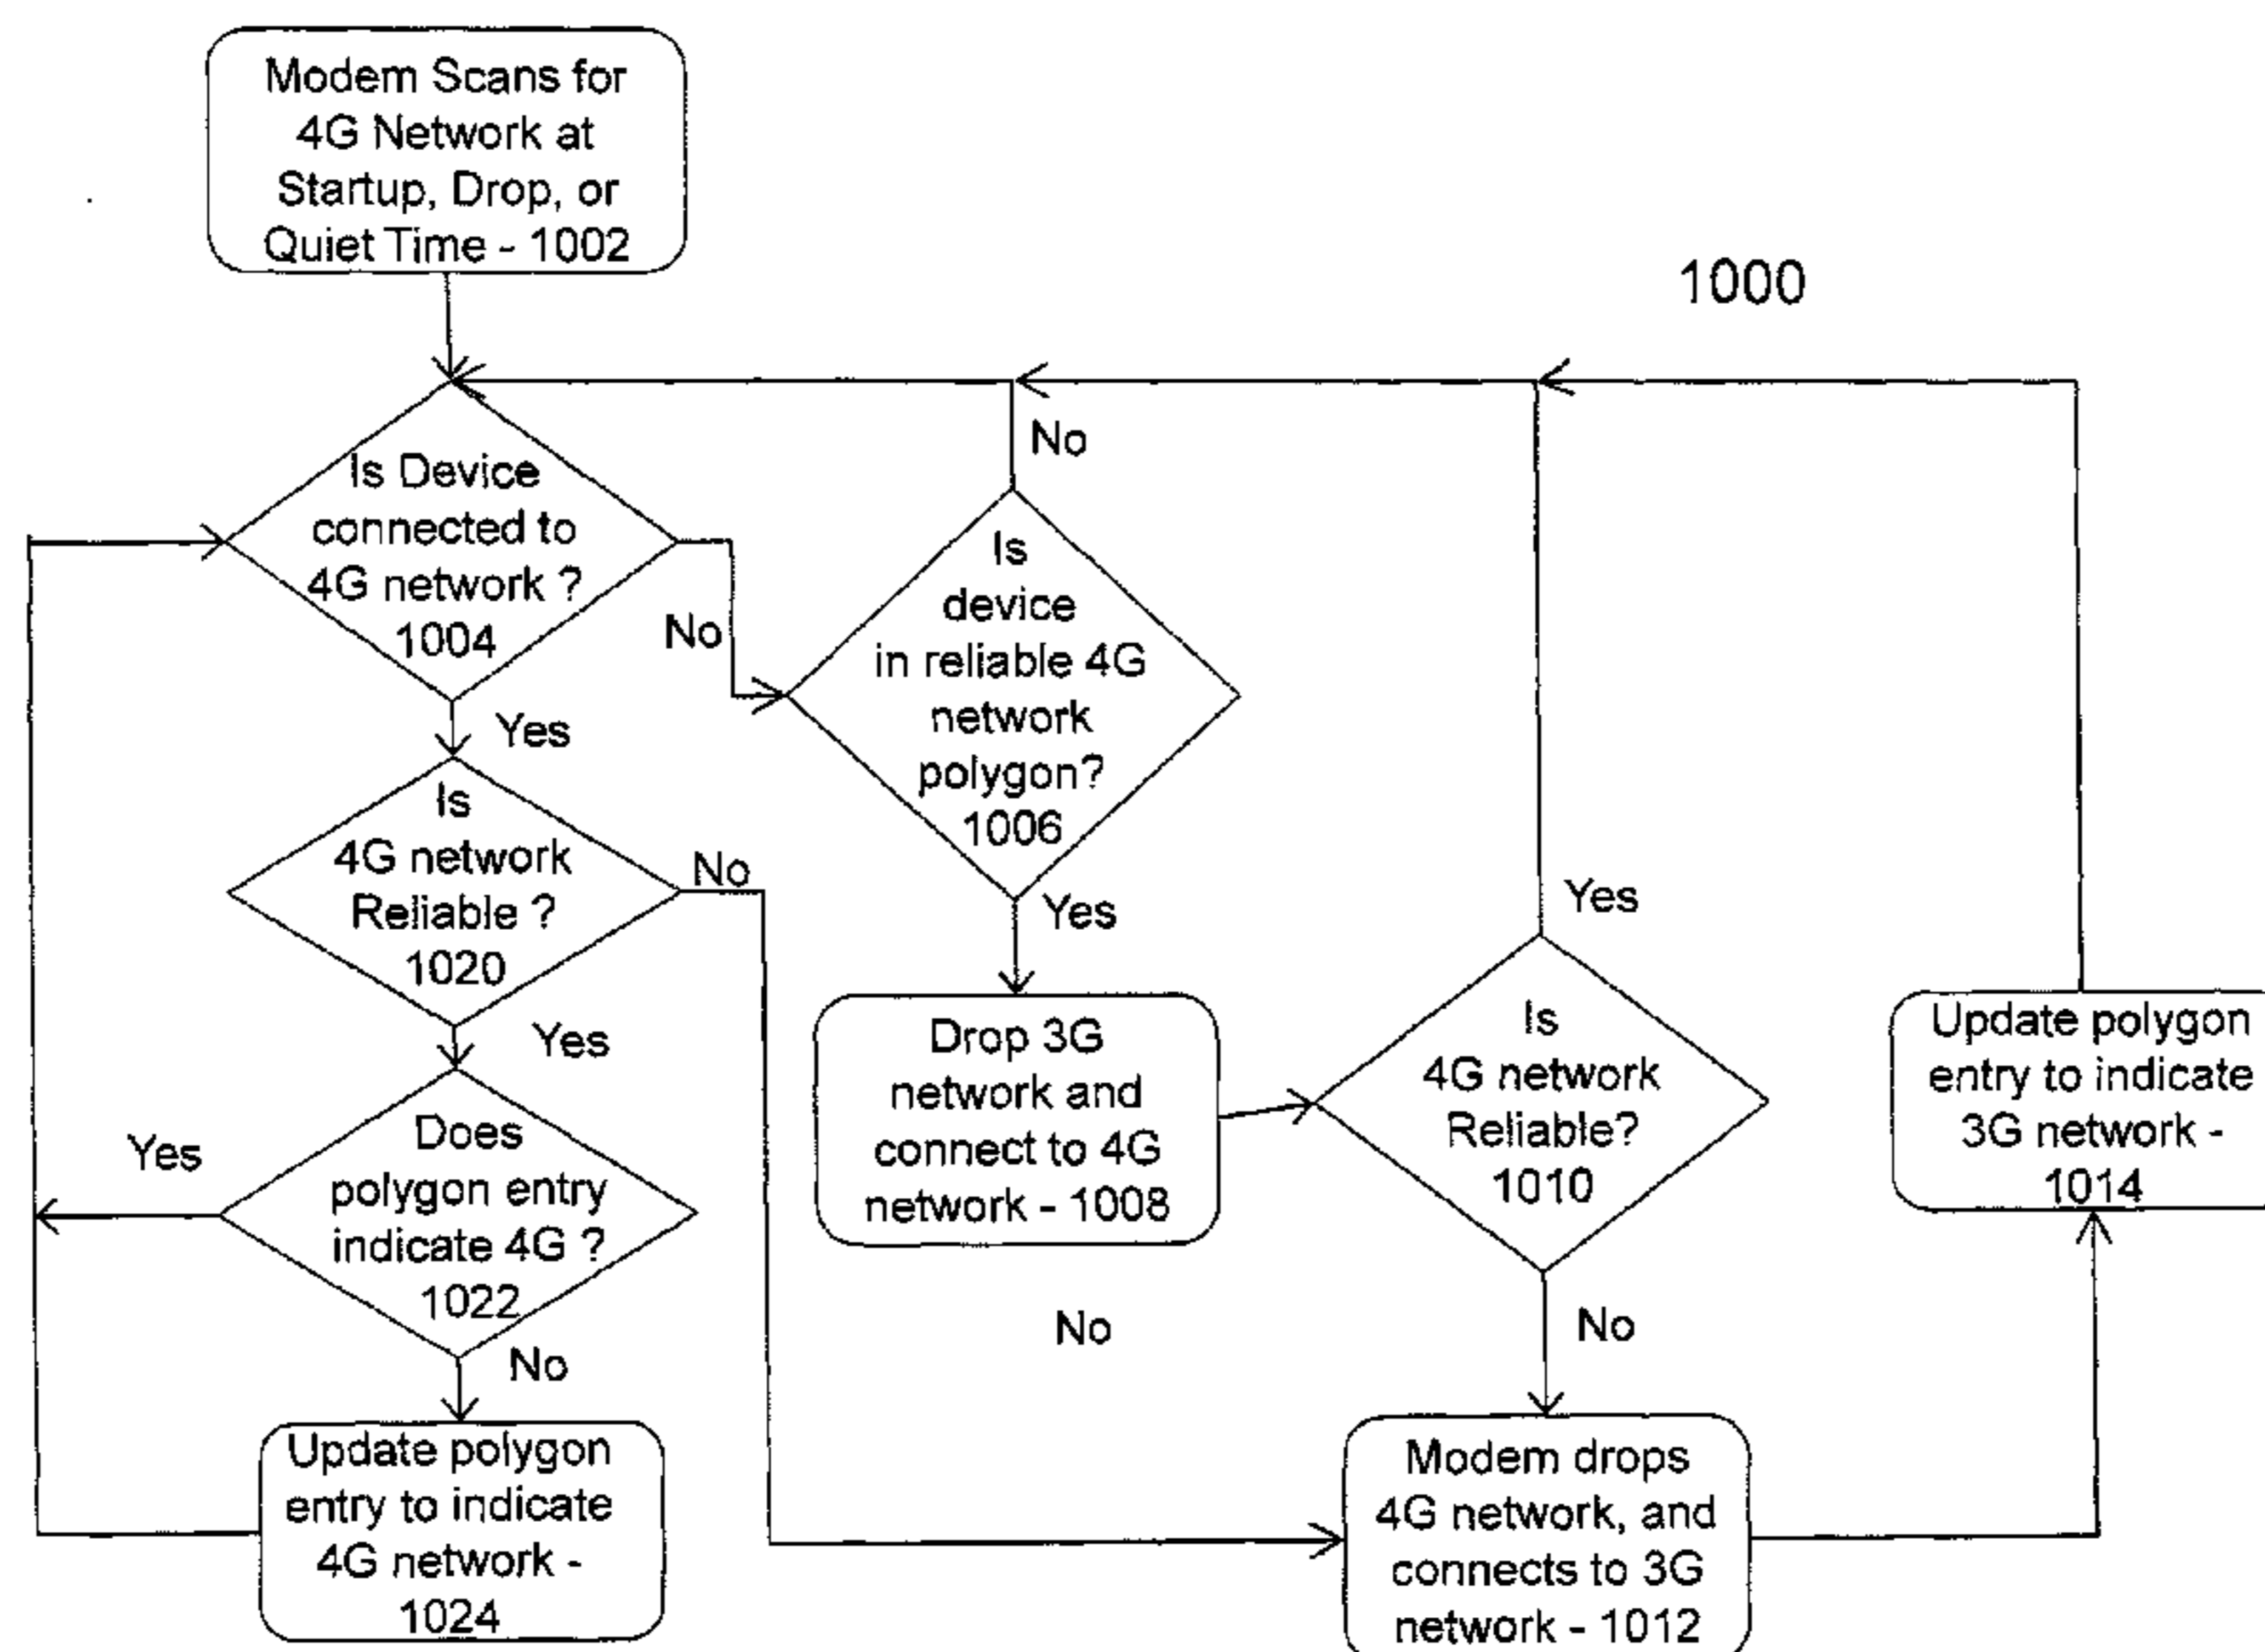 Modem Scans for
4G Network at
Startup, Drop, or
Quiet Time - 1002
1000
Is Device
connected to
4G network ?
1004
No
Yes
Is
device
in reliable 4G
network
polygon?
1006
No
Yes
Is
4G network
Reliable ?
1020
No
Yes
Drop 3G
network and
connect to 4G
network - 1008
Is
4G network
Reliable?
1010
Yes
No
Update polygon
entry to indicate
3G network -
1014
Does
polygon entry
indicate 4G ?
1022
Yes
No
No
Update polygon
entry to indicate
4G network -
1024
Modem drops
4G network, and
connects to 3G
network - 1012